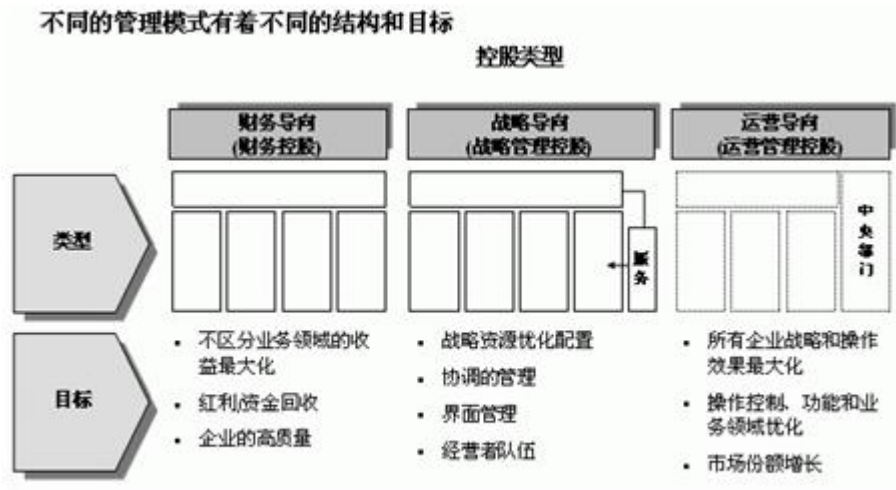 不同的管理模式有着不同的结构和目标
控股类型
财务导向
(财务控股)
战略导向
(战略管理控股)
运营导向
(运营管理控股)
类型
服务
中央部门
目标
• 不区分业务领域的收
益最大化
• 红利/资金回收
• 企业的高质量
• 战略资源优化配置
• 协调的管理
• 界面管理
• 经营者队伍
• 所有企业战略和操作
效果最大化
• 操作控制、功能和业
务领域优化
• 市场份额增长